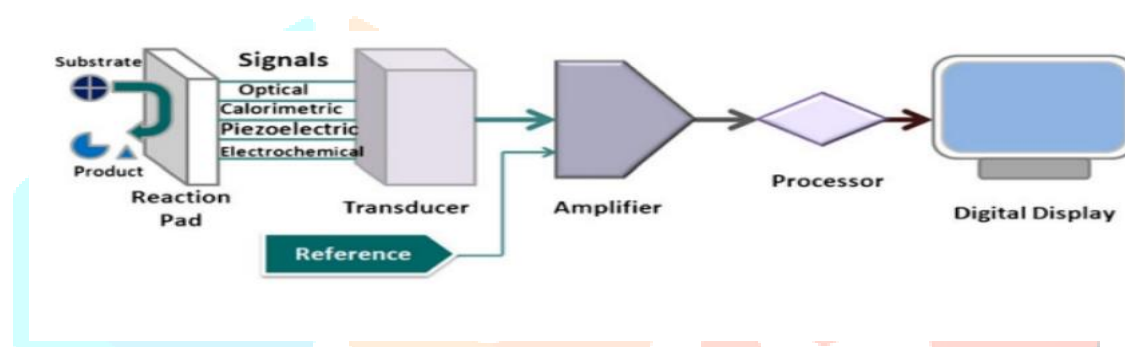 Substrate
Signals
Optical
Calorimetric
Piezoelectric
Electrochemical
Product
Reaction
Pad
Transducer
Reference
Amplifier
Processor
Digital Display